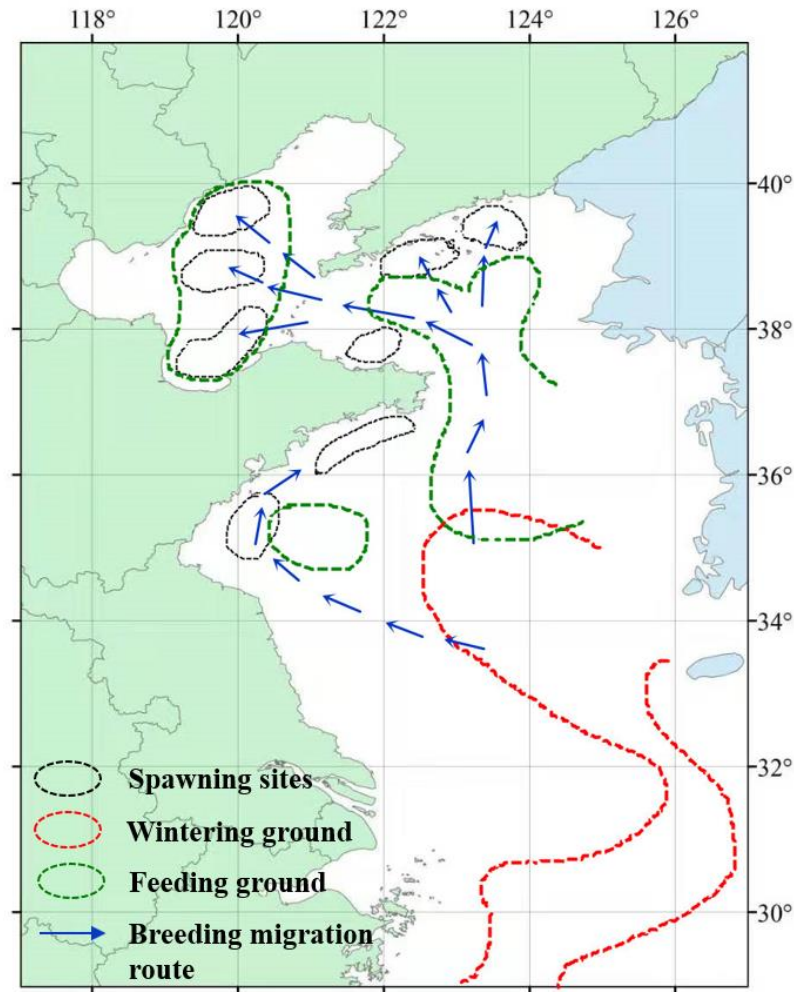 118° 120° 122° 124° 126°
40°
38°
36°
34°
32°
30°
Spawning sites
Wintering ground
Feeding ground
Breeding migration
route